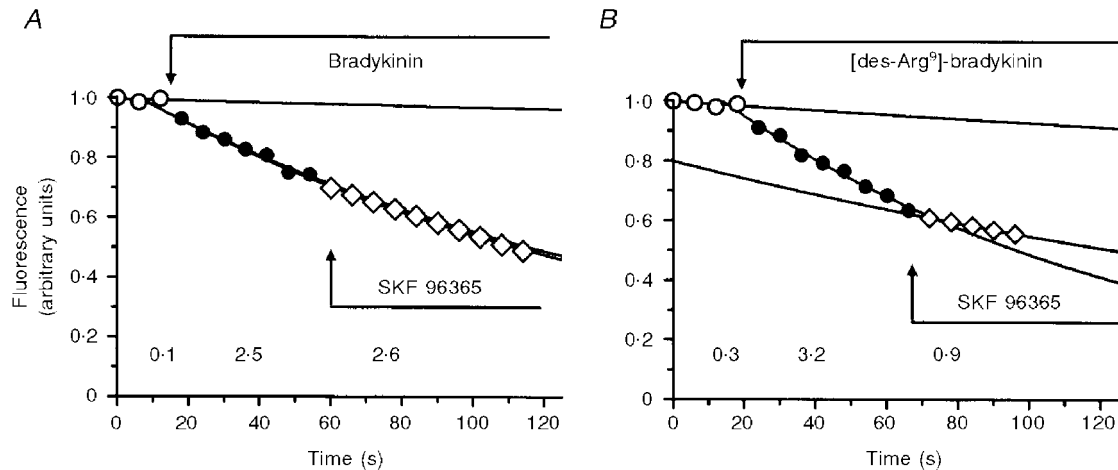 A
Bradykinin
Fluorescence
(arbitrary units)
1·0
0·8
0·6
0·4
0·2
0
SKF 96365
0·1 2·5 2·6
0 20 40 60 80 100 120
Time (s)
B
[des-Arg⁹]-bradykinin
1·0
0·8
0·6
0·4
0·2
0
SKF 96365
0·3 3·2 0·9
0 20 40 60 80 100 120
Time (s)